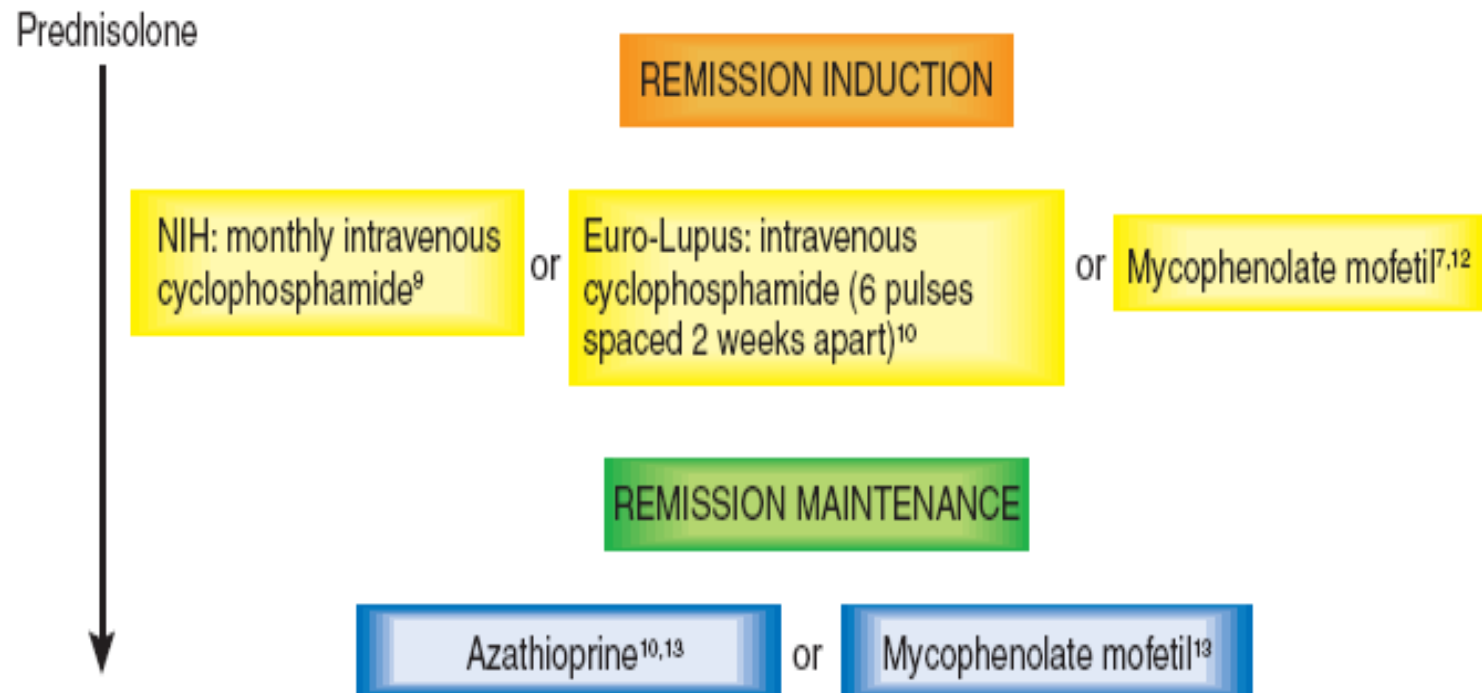 Prednisolone
REMISSION INDUCTION
NIH: monthly intravenous
cyclophosphamide⁹
or
Euro-Lupus: intravenous
cyclophosphamide (6 pulses
spaced 2 weeks apart)¹⁰
or
Mycophenolate mofetil⁷,¹²
REMISSION MAINTENANCE
Azathioprine¹⁰,¹³
or
Mycophenolate mofetil¹³